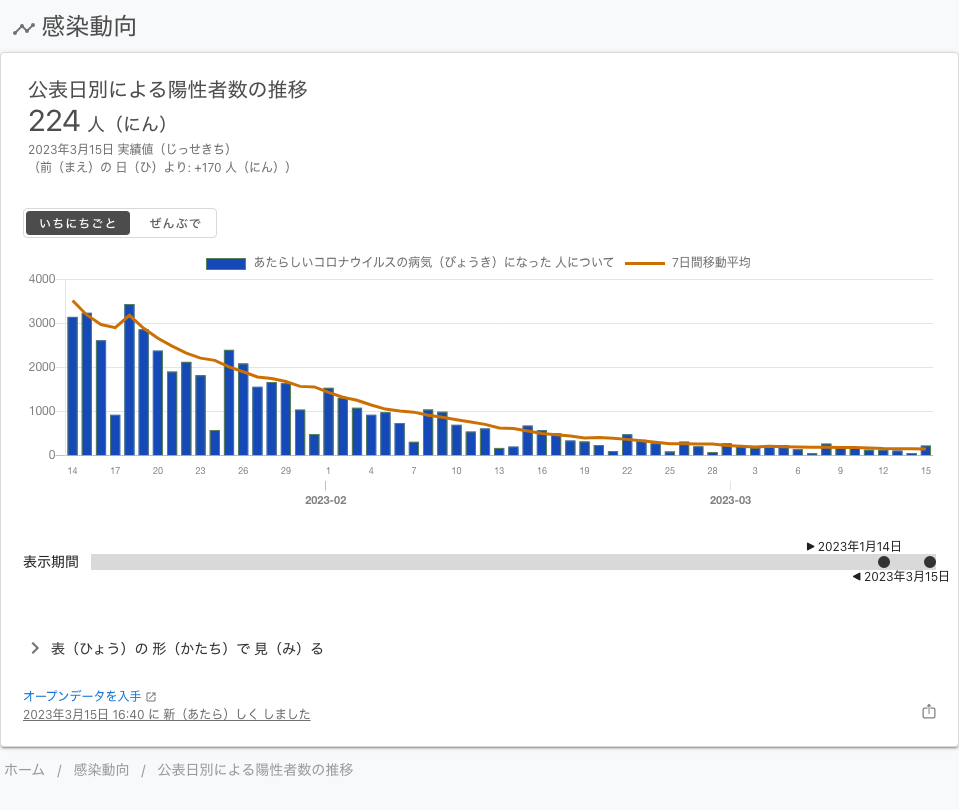 感染動向
公表日別による陽性者数の推移
224 人（にん）
2023年3月15日 実績値（じっせきち）
（前（まえ）の 日（ひ）より: +170 人（にん））
いちにちごと ぜんぶで
あたらしいコロナウイルスの病気（びょうき）になった 人について 7日間移動平均
4000
3000
2000
1000
0
14 17 20 23 26 29 1 4 7 10 13 16 19 22 25 28 3 6 9 12 15
2023-02 2023-03
2023年1月14日
表示期間
2023年3月15日
表（ひょう）の 形（かたち）で 見（み）る
オープンデータを入手
2023年3月15日 16:40 に 新（あたら）しく しました
ホーム / 感染動向 / 公表日別による陽性者数の推移